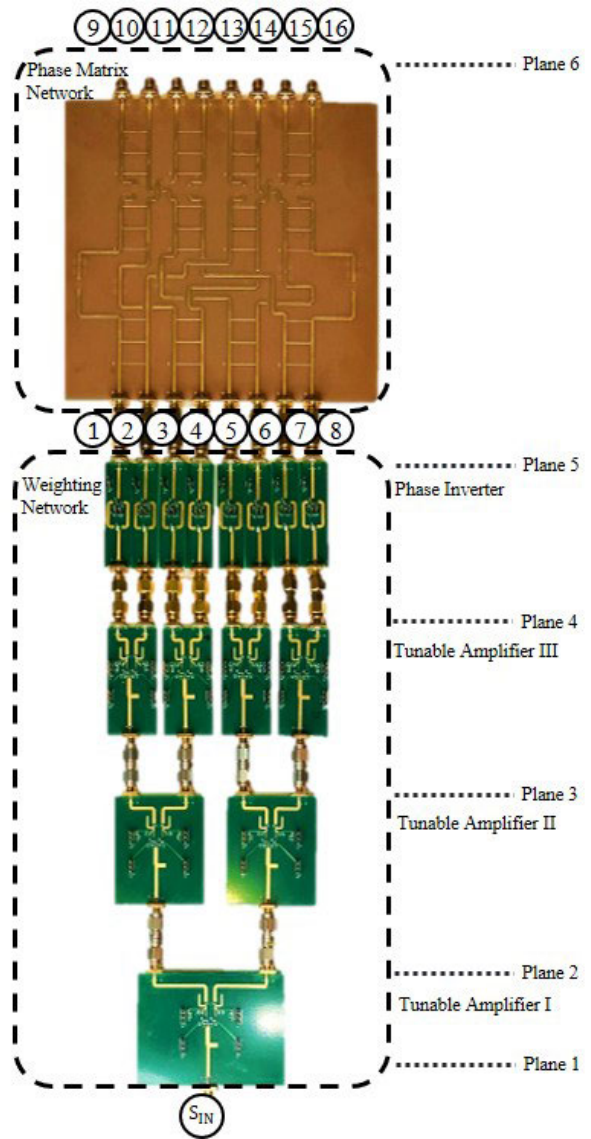 9 10 11 12 13 14 15 16
Plane 6
Phase Matrix
Network
1 2 3 4 5 6 7 8
Plane 5
Weighting
Network
Phase Inverter
Plane 4
Tunable Amplifier III
Plane 3
Tunable Amplifier II
Plane 2
Tunable Amplifier I
Plane 1
S_IN